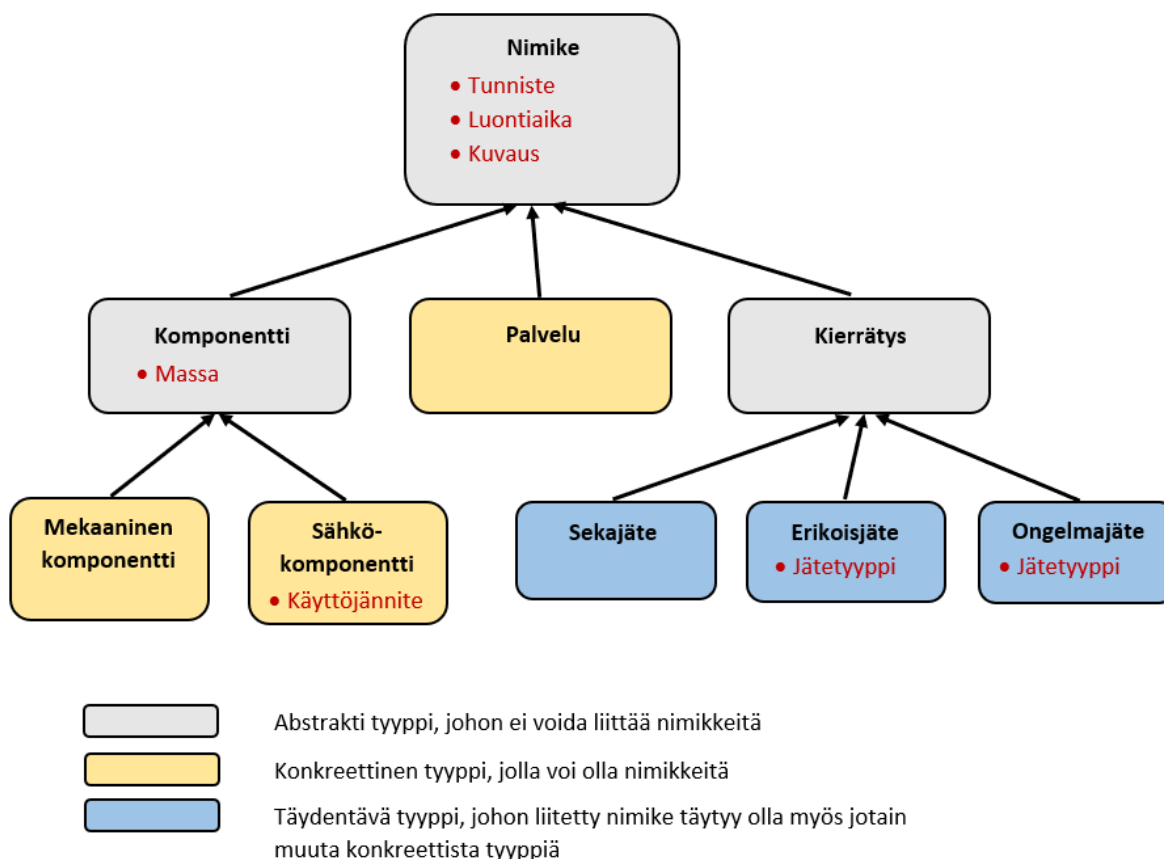 Nimike
• Tunniste
• Luontiaika
• Kuvaus
Komponentti
• Massa
Palvelu
Kierrätys
Mekaaninen
komponentti
Sähkö-
komponentti
• Käyttöjännite
Sekajäte
Erikoisjäte
• Jätetyyppi
Ongelmajäte
• Jätetyyppi
Abstrakti tyyppi, johon ei voida liittää nimikkeitä
Konkreettinen tyyppi, jolla voi olla nimikkeitä
Täydentävä tyyppi, johon liitetty nimike täytyy olla myös jotain
muuta konkreettista tyyppiä